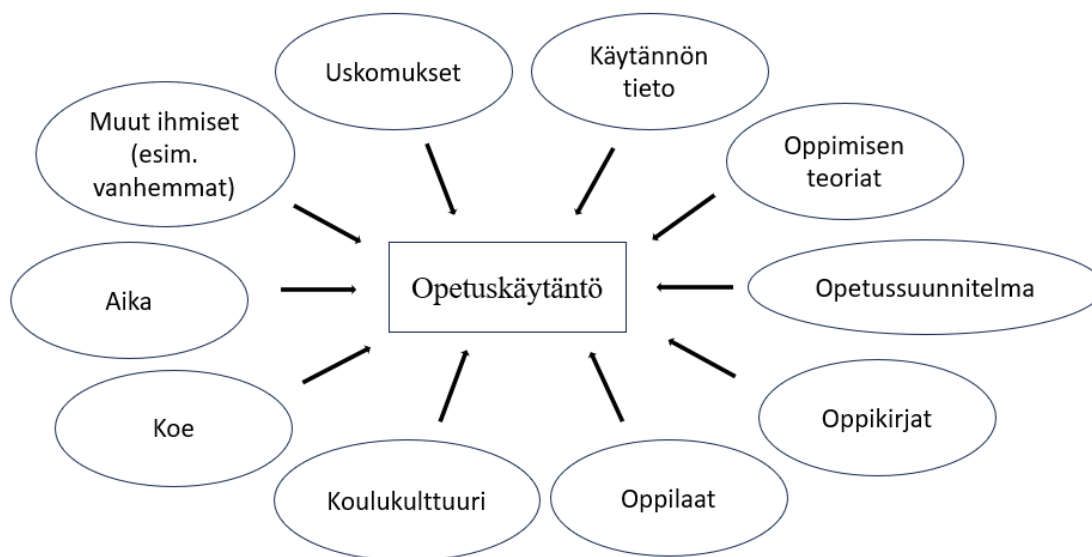 Uskomukset
Käytännön
tieto
Muut ihmiset
(esim.
vanhemmat)
Oppimisen
teoriat
Aika
Opetuskäytäntö
Opetussuunnitelma
Koe
Oppikirjat
Koulukulttuuri
Oppilaat